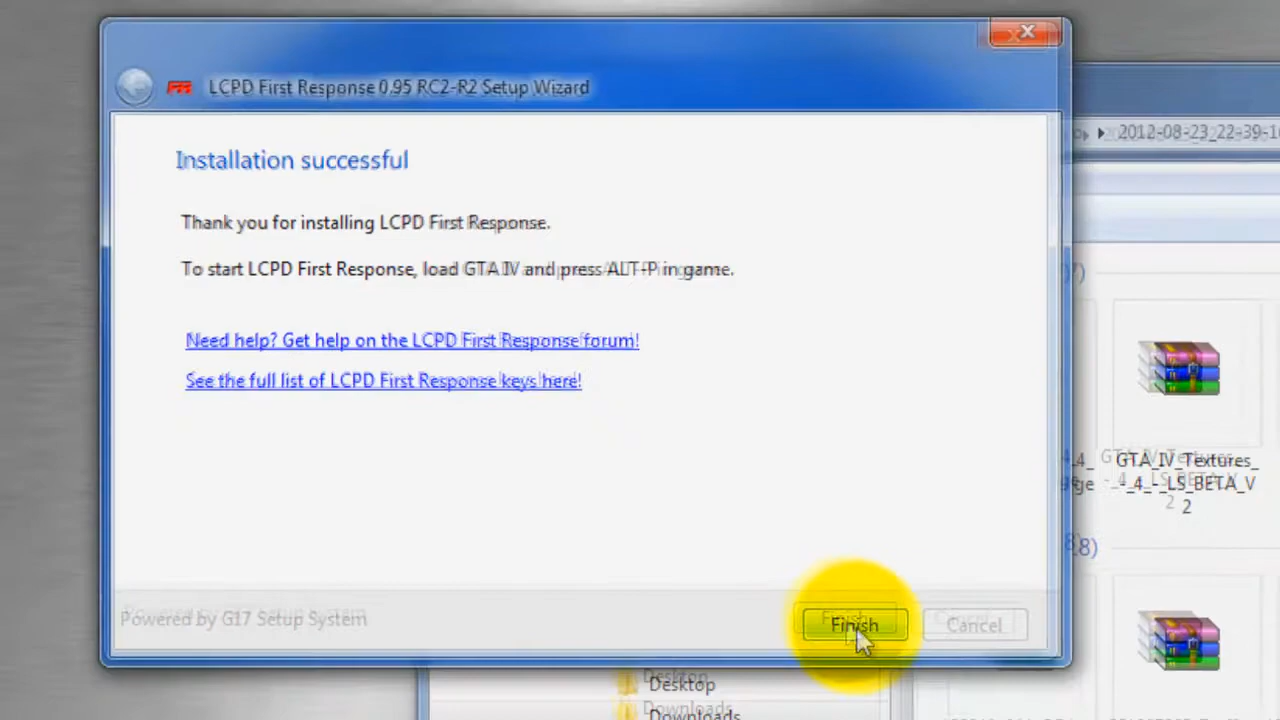 LCPD First Response 0.95 RC2-R2 Setup Wizard
2012-08-23_22-39-1
Installation successful
Thank you for installing LCPD First Response.
To start LCPD First Response, load GTA IV and press ALT-P in game.
Need help? Get help on the LCPD First Response forum!
See the full list of LCPD First Response keys here!
GTA_IV_Textures_
-_4_-_LS_BETA_V
2
8)
Powered by G17 Setup System
Finish
Cancel
Desktop
Downloads